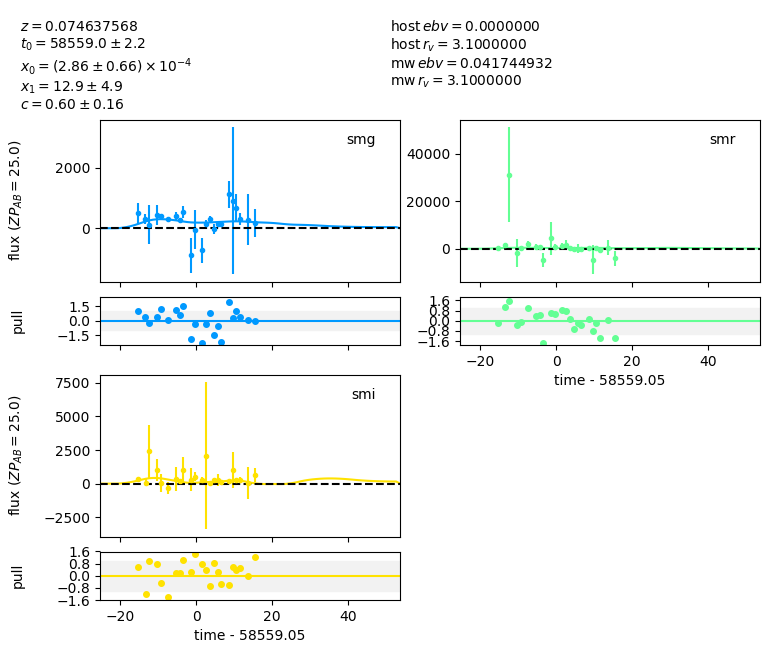 z = 0.074637568
t₀ = 58559.0 ± 2.2
x₀ = (2.86 ± 0.66) × 10⁻⁴
x₁ = 12.9 ± 4.9
c = 0.60 ± 0.16
host ebv = 0.0000000
host r_v = 3.1000000
mw ebv = 0.041744932
mw r_v = 3.1000000
flux (ZP_AB = 25.0)
2000
0
smg
40000
20000
0
smr
pull
1.5
0.0
−1.5
1.6
0.8
0.0
−0.8
−1.6
−20 0 20 40
time - 58559.05
flux (ZP_AB = 25.0)
7500
5000
2500
0
−2500
smi
pull
1.6
0.8
0.0
−0.8
−1.6
−20 0 20 40
time - 58559.05